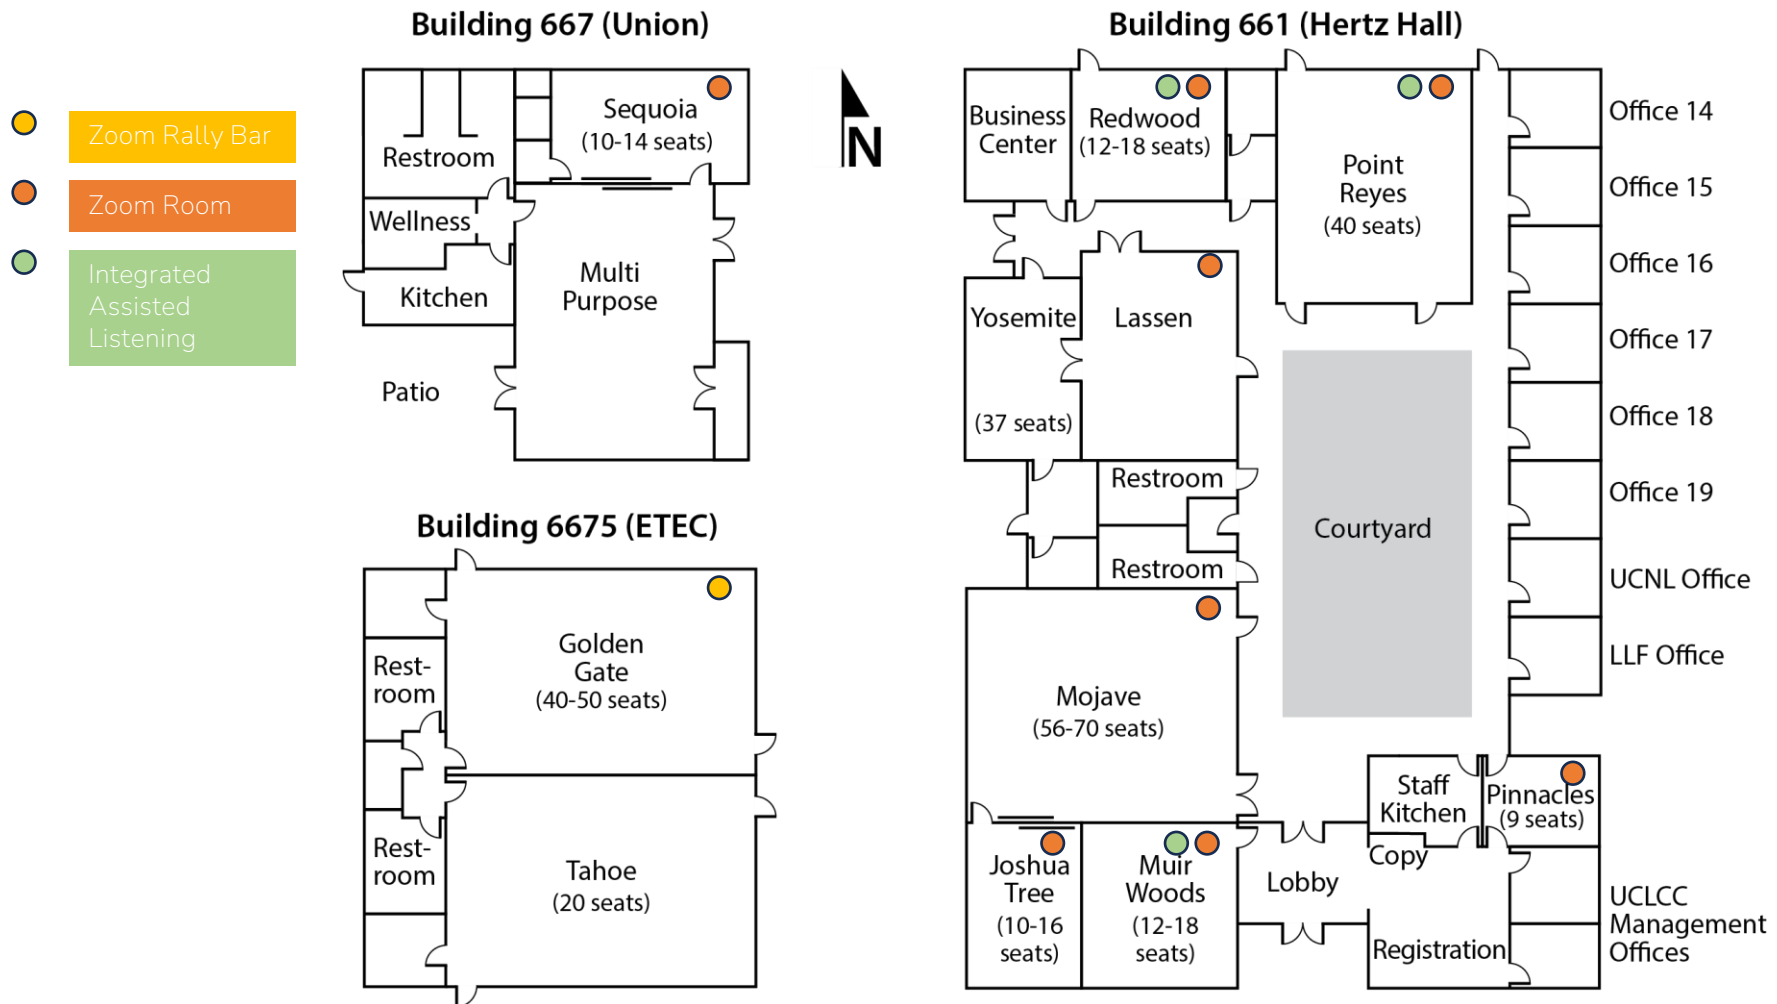 Building 667 (Union)
Building 661 (Hertz Hall)
Zoom Rally Bar
Zoom Room
Integrated
Assisted
Listening
Restroom
Sequoia
(10-14 seats)
Wellness
Kitchen
Multi
Purpose
Patio
N
Building 6675 (ETEC)
Rest-
room
Golden
Gate
(40-50 seats)
Rest-
room
Tahoe
(20 seats)
Business
Center
Redwood
(12-18 seats)
Point
Reyes
(40 seats)
Yosemite
Lassen
(37 seats)
Restroom
Restroom
Courtyard
Mojave
(56-70 seats)
Joshua
Tree
(10-16
seats)
Muir
Woods
(12-18
seats)
Lobby
Staff
Kitchen
Pinnacles
(9 seats)
Copy
Registration
Office 14
Office 15
Office 16
Office 17
Office 18
Office 19
UCNL Office
LLF Office
UCLCC
Management
Offices